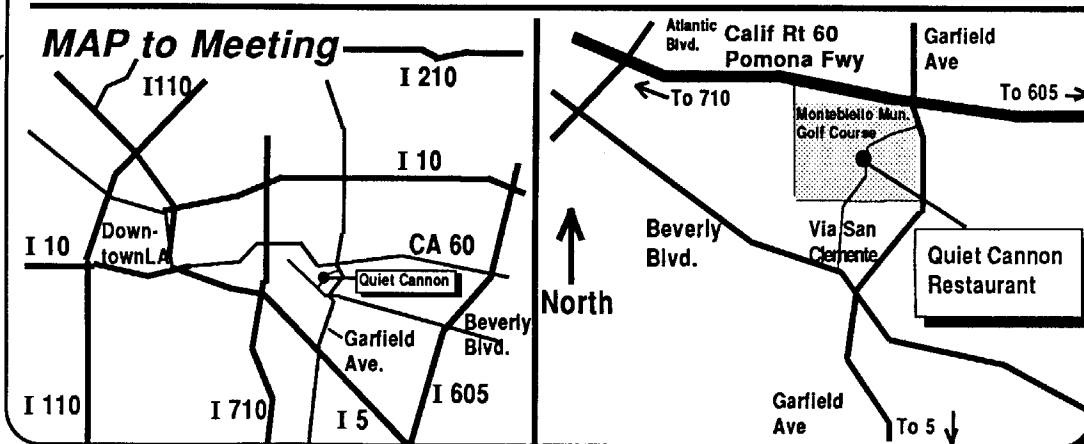 MAP to Meeting
I 210
I110
I 10
Down-
townLA
I 10
CA 60
Quiet Cannon
Beverly
Blvd.
Garfield
Ave.
I 605
I 110
I 710
I 5
Atlantic
Blvd.
Calif Rt 60
Pomona Fwy
Garfield
Ave
To 710
To 605
Montebiello Mun.
Golf Course
Beverly
Blvd.
Via San
Clemente
Quiet Cannon
Restaurant
North
Garfield
Ave
To 5